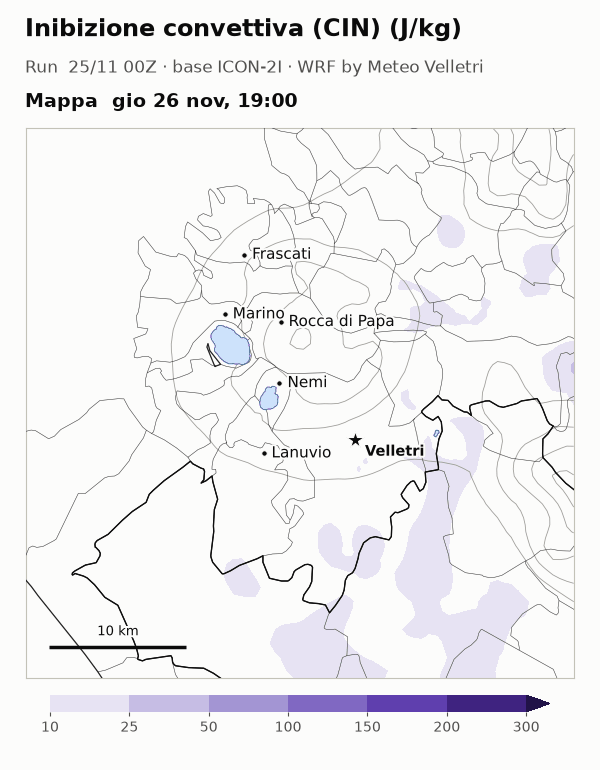 Inibizione convettiva (CIN) (J/kg)
Run  25/11 00Z · base ICON-2I · WRF by Meteo Velletri
Mappa  gio 26 nov, 19:00
Frascati
Marino
Rocca di Papa
Nemi
Velletri
Lanuvio
10 km
10 25 50 100 150 200 300